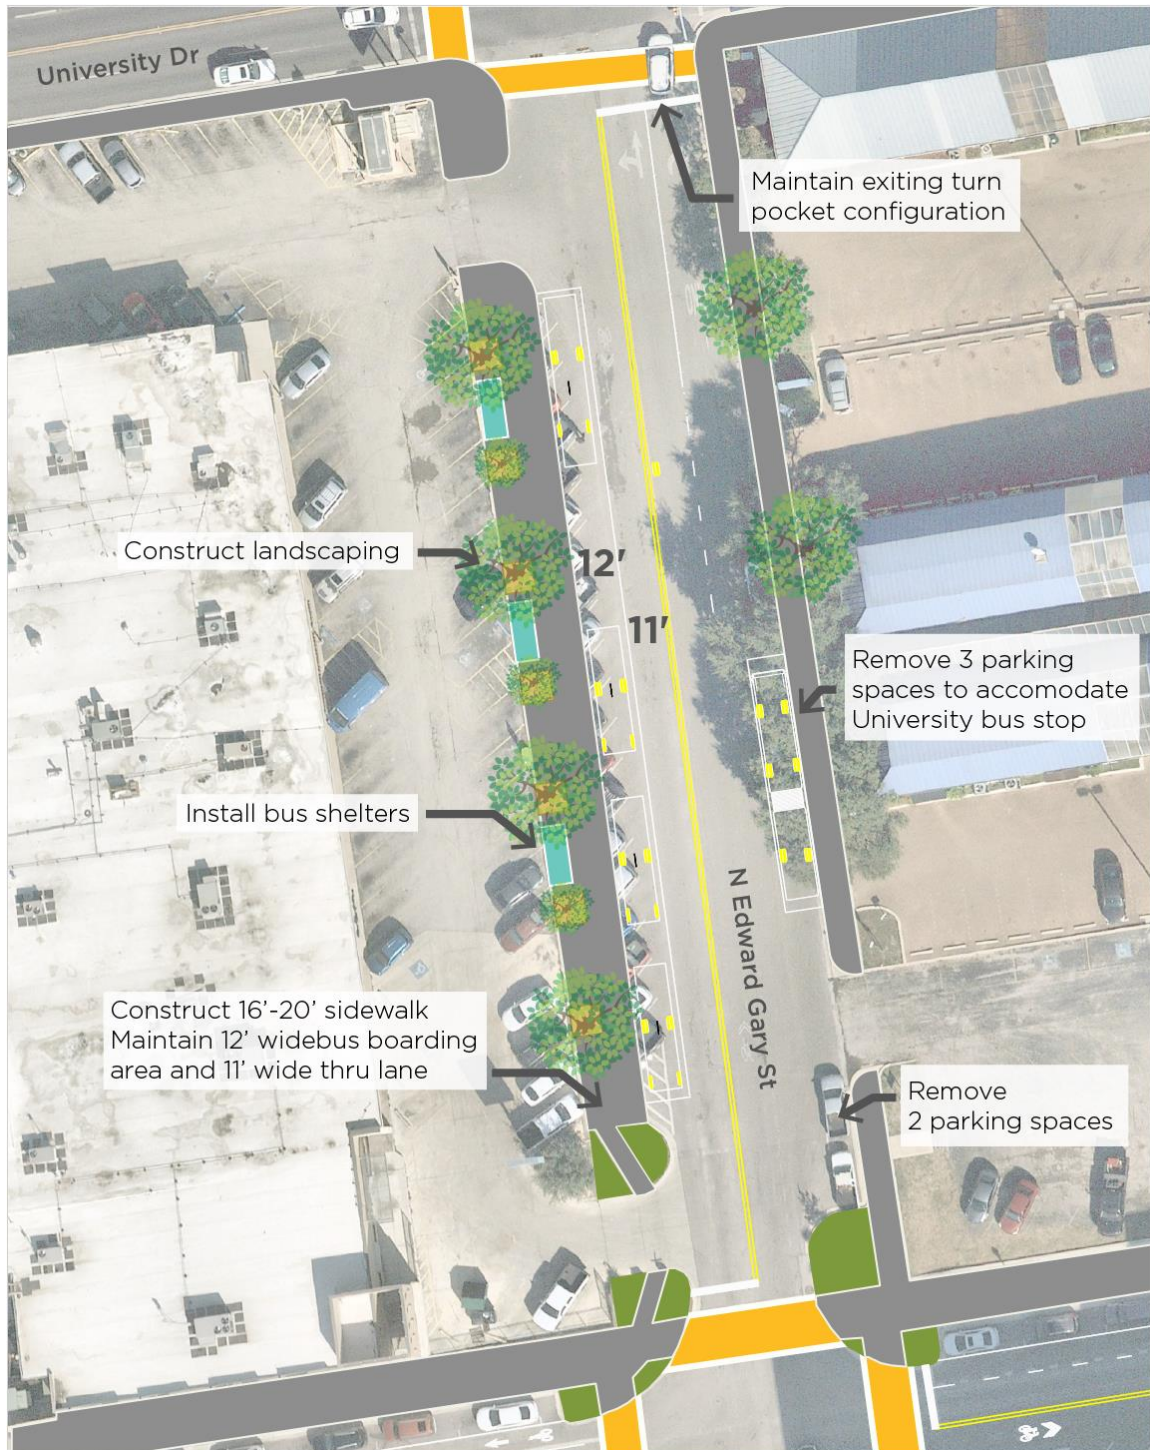 University Dr
Maintain exiting turn
pocket configuration
Construct landscaping
12'
11'
Remove 3 parking
spaces to accomodate
University bus stop
Install bus shelters
N Edward Gary St
Construct 16'-20' sidewalk
Maintain 12' widebus boarding
area and 11' wide thru lane
Remove
2 parking spaces